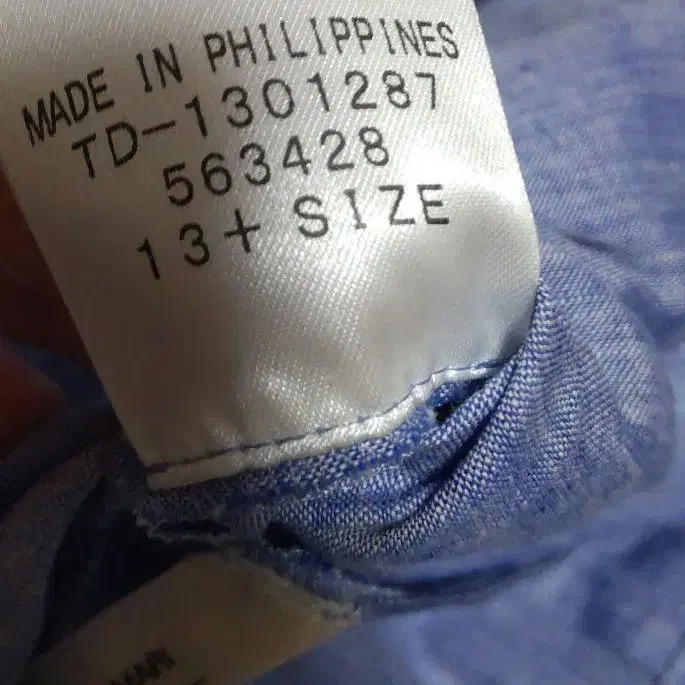 MADE IN PHILIPPINES
TD-1301287
563428
13+ SIZE